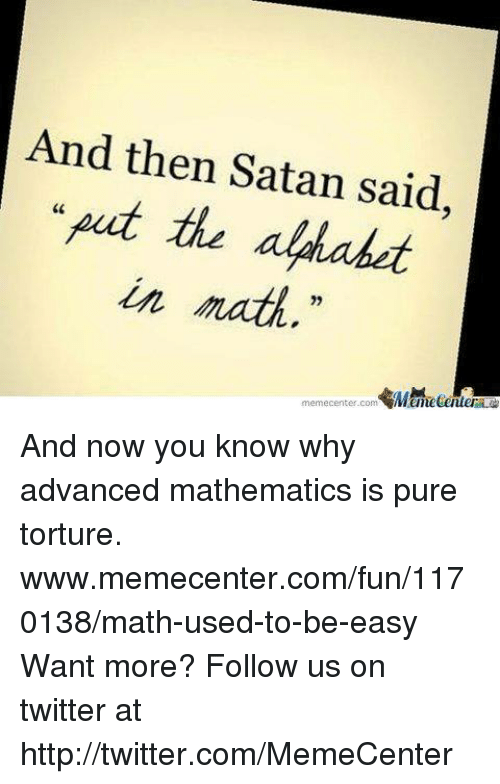 And then Satan said,
“put the alphabet
in math.”
memecenter.com MemeCenter
And now you know why
advanced mathematics is pure
torture.
www.memecenter.com/fun/117
0138/math-used-to-be-easy
Want more? Follow us on
twitter at
http://twitter.com/MemeCenter